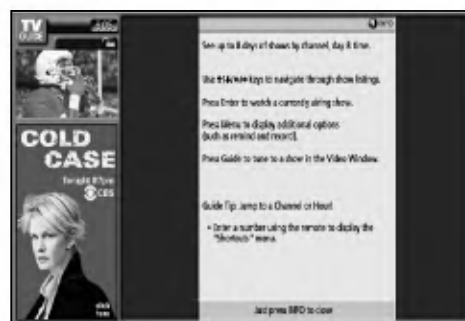 TV
GUIDE
INFO
See up to 8 days of shows by channel, day & time.
Use keys to navigate through show listings.
Press Enter to watch a currently airing show.
Press Menu to display additional options
(such as remind and record).
Press Guide to tune to a show in the Video Window.
COLD
CASE
Tonight 8/7pm
CBS
Guide Tip: Jump to a Channel or Hour!
• Enter a number using the remote to display the
"Shortcuts" menu.
Just press INFO to close